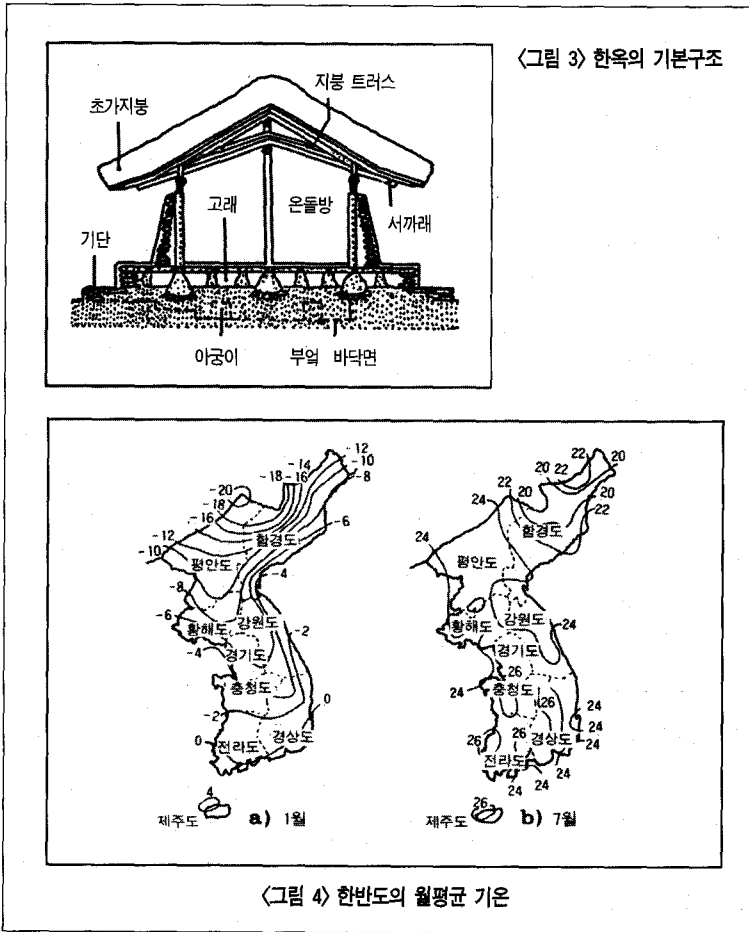 <그림 3> 한옥의 기본구조
지붕 트러스
초가지붕
고래
온돌방
서까래
기단
아궁이
부엌 바닥면
-12
-14
-10
-18
-16
-8
-20
-18
-16
-6
-12
함경도
-10
평안도
-4
-8
-6
황해도
강원도
-2
-4
경기도
충청도
-2
0
0
전라도
경상도
4
제주도
a) 1월
22
20
20
22
22
20
24
함경도
22
24
평안도
황해도
강원도
24
경기도
26
24
충청도
26
24
24
26
26
경상도
24
전라도
24
24
24
26
제주도
b) 7월
<그림 4> 한반도의 월평균 기온